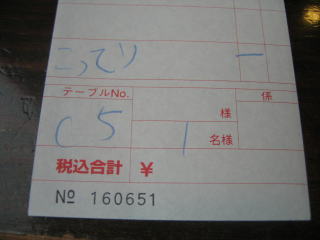 こってり 一
テーブルNo. 係
C5 様
1 名様
税込合計 ¥
№ 160651